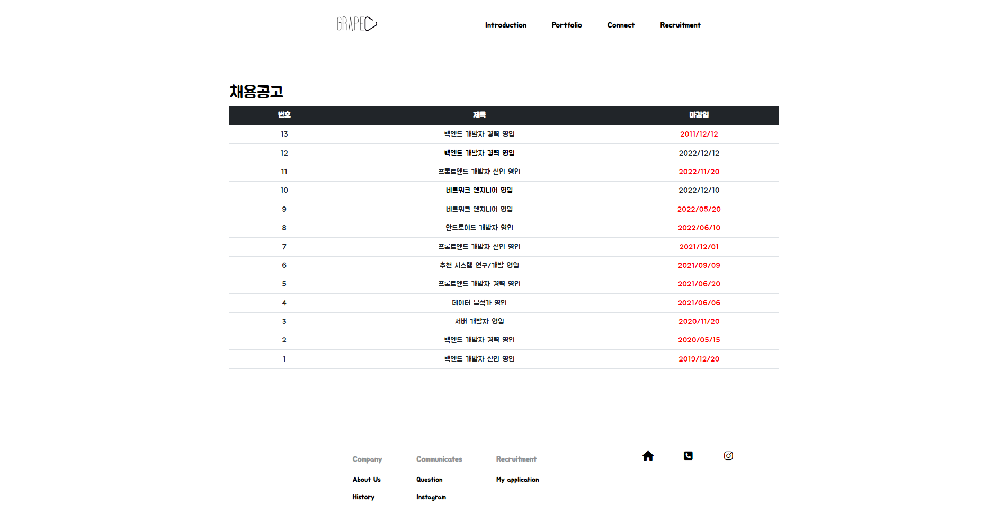 GRAPE
Introduction Portfolio Connect Recruitment
채용공고
번호 제목 마감일
13 백엔드 개발자 경력 영입 2011/12/12
12 백엔드 개발자 경력 영입 2022/12/12
11 프론트엔드 개발자 신입 영입 2022/11/20
10 네트워크 엔지니어 영입 2022/12/10
9 네트워크 엔지니어 영입 2022/05/20
8 안드로이드 개발자 영입 2022/06/10
7 프론트엔드 개발자 신입 영입 2021/12/01
6 추천 시스템 연구/개발 영입 2021/09/09
5 프론트엔드 개발자 경력 영입 2021/06/20
4 데이터 분석가 영입 2021/06/06
3 서버 개발자 영입 2020/11/20
2 백엔드 개발자 경력 영입 2020/05/15
1 백엔드 개발자 신입 영입 2019/12/20
Company Communicates Recruitment
About Us Question My application
History Instagram